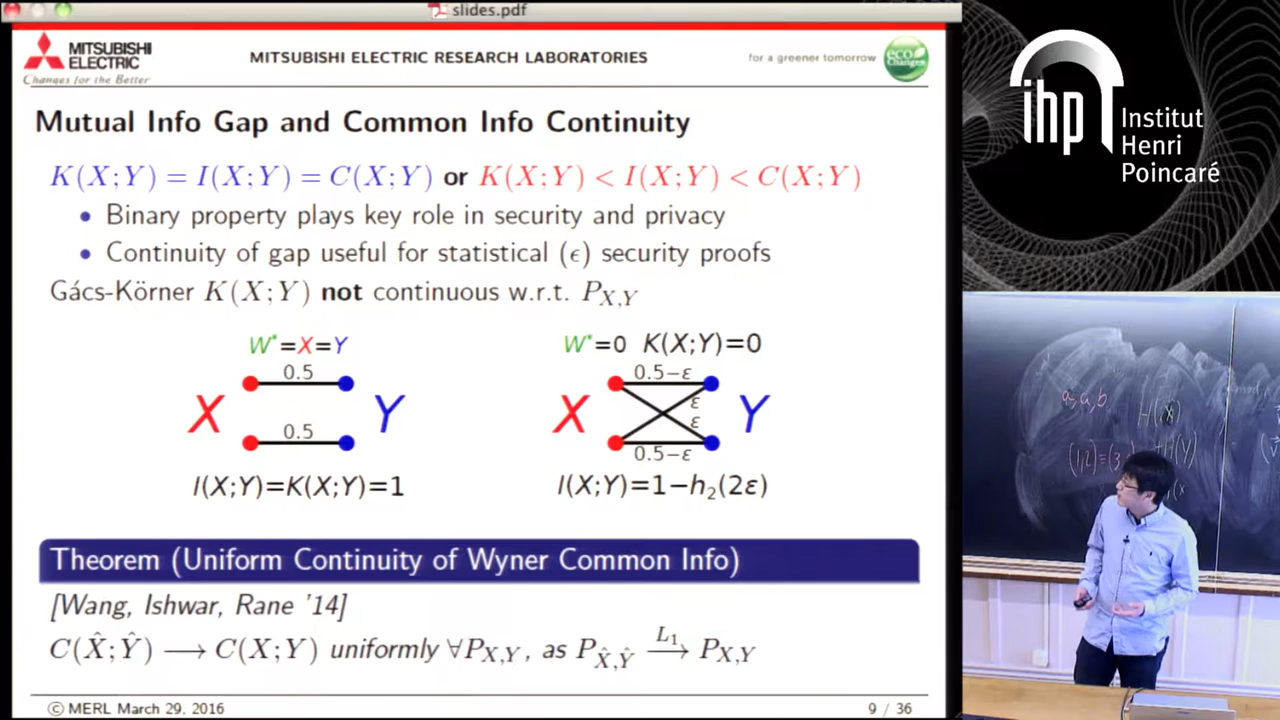 slides.pdf
MITSUBISHI ELECTRIC
Changes for the Better
MITSUBISHI ELECTRIC RESEARCH LABORATORIES
for a greener tomorrow
eco Changes
Mutual Info Gap and Common Info Continuity
K(X;Y) = I(X;Y) = C(X;Y) or K(X;Y) < I(X;Y) < C(X;Y)
• Binary property plays key role in security and privacy
• Continuity of gap useful for statistical (ϵ) security proofs
Gács-Körner K(X;Y) not continuous w.r.t. P_{X,Y}
W*=X=Y
0.5
X
Y
0.5
I(X;Y)=K(X;Y)=1
W*=0 K(X;Y)=0
0.5−ε
ε
X
Y
ε
0.5−ε
I(X;Y)=1−h₂(2ε)
Theorem (Uniform Continuity of Wyner Common Info)
[Wang, Ishwar, Rane '14]
C(X̂;Ŷ) ⟶ C(X;Y) uniformly ∀P_{X,Y}, as P_{X̂,Ŷ} —L₁→ P_{X,Y}
© MERL March 29, 2016
9 / 36
ihp
Institut
Henri
Poincaré
a, a, b